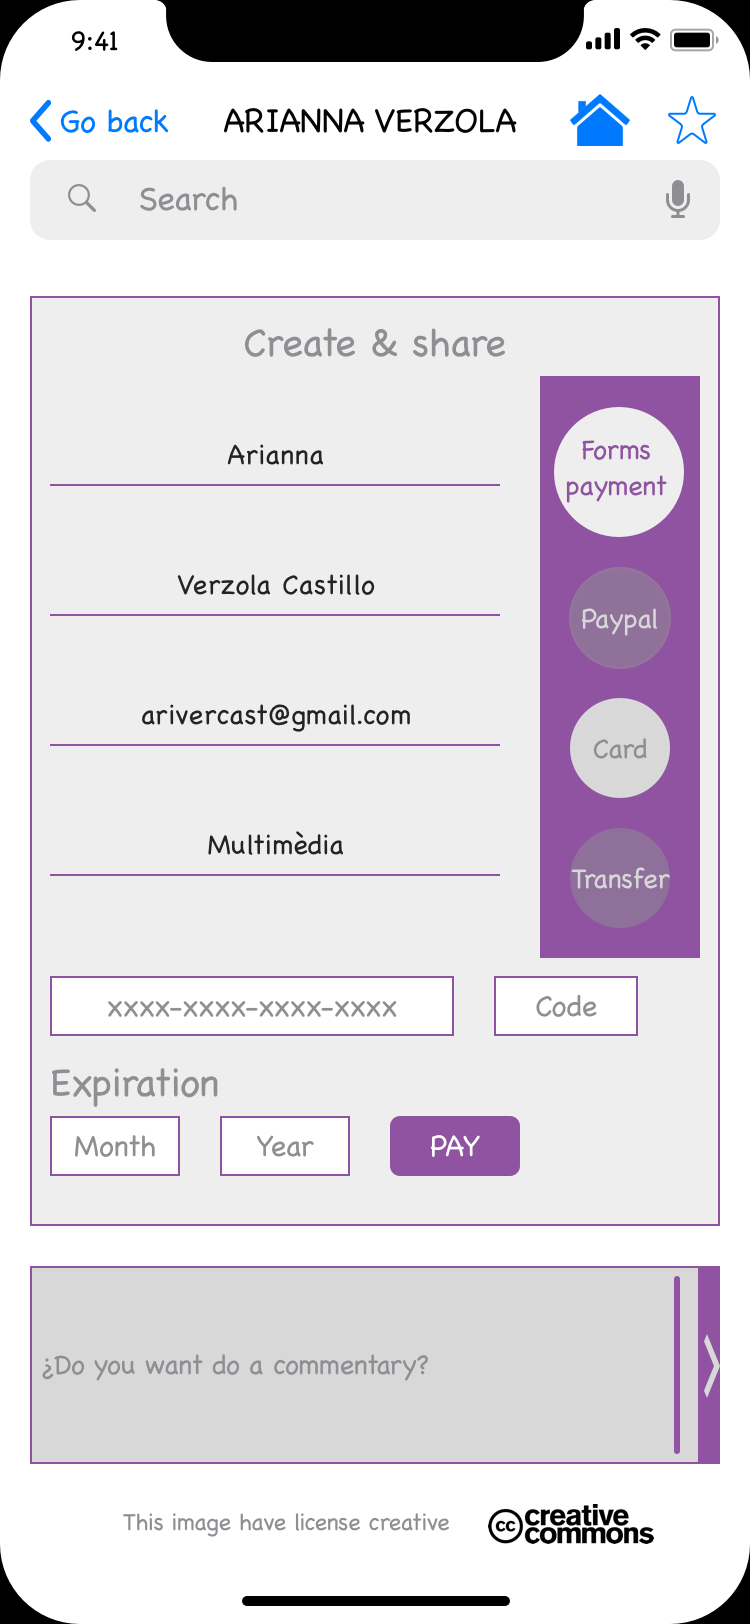 9:41
Go back
ARIANNA VERZOLA
Search
Create & share
Arianna
Verzola Castillo
arivercast@gmail.com
Multimèdia
Forms
payment
Paypal
Card
Transfer
xxxx-xxxx-xxxx-xxxx
Code
Expiration
Month
Year
PAY
¿Do you want do a commentary?
This image have license creative
cc creative
commons